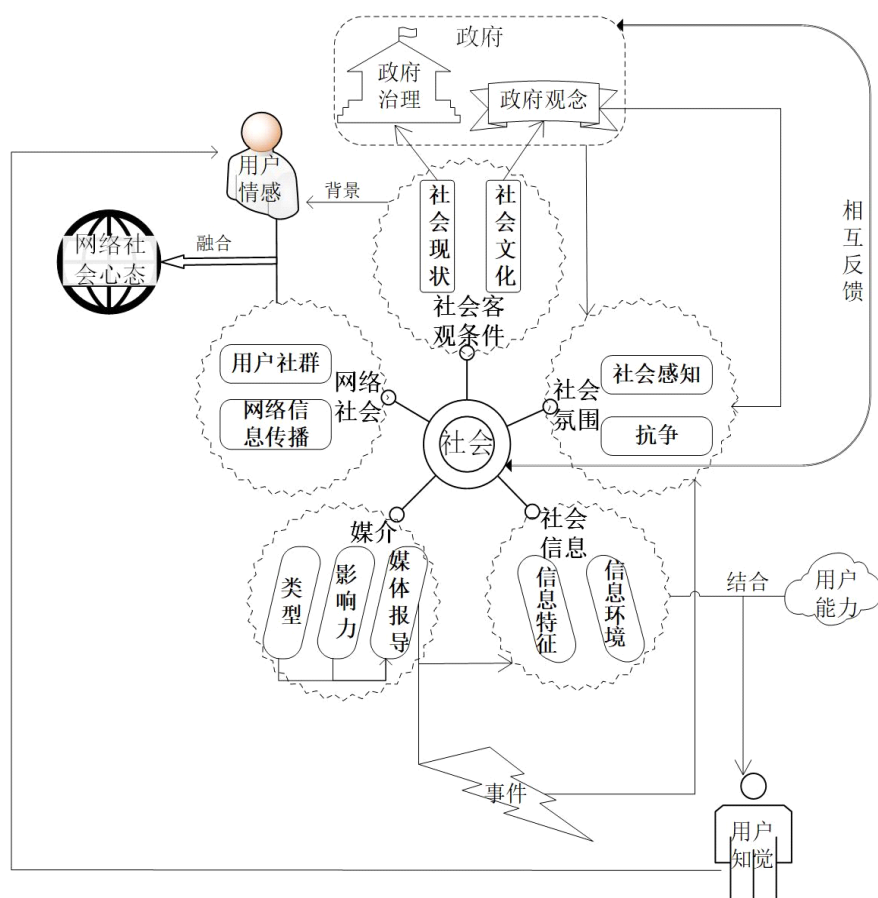 政府
政府
治理
政府观念
用户
情感
背景
社
会
现
状
社
会
文
化
相
互
反
馈
网络社
会心态
融合
社会客
观条件
用户社群
网络信
息传播
网络
社会
社会
氛围
社会感知
抗争
社会
媒介
类
型
影
响
力
媒
体
报
导
社会
信息
信
息
特
征
信
息
环
境
结合
用户
能力
事件
用户
知觉